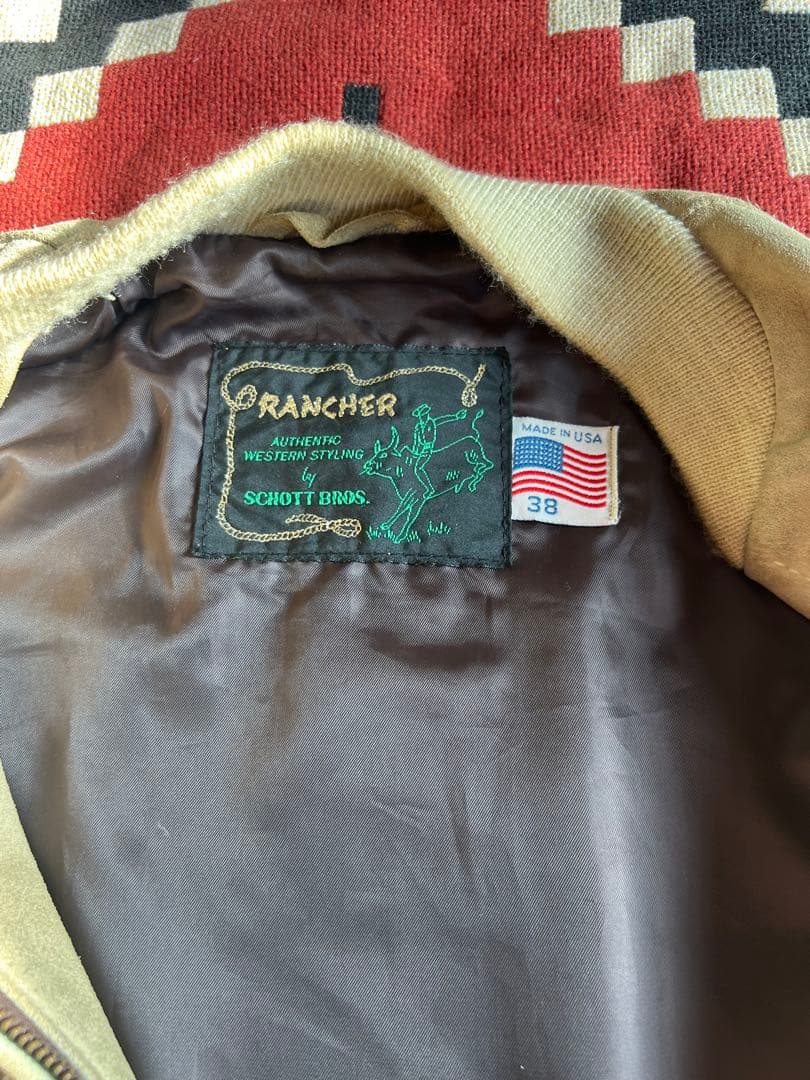 RANCHER
AUTHENTIC
WESTERN STYLING
by
SCHOTT BROS.
MADE IN USA
38